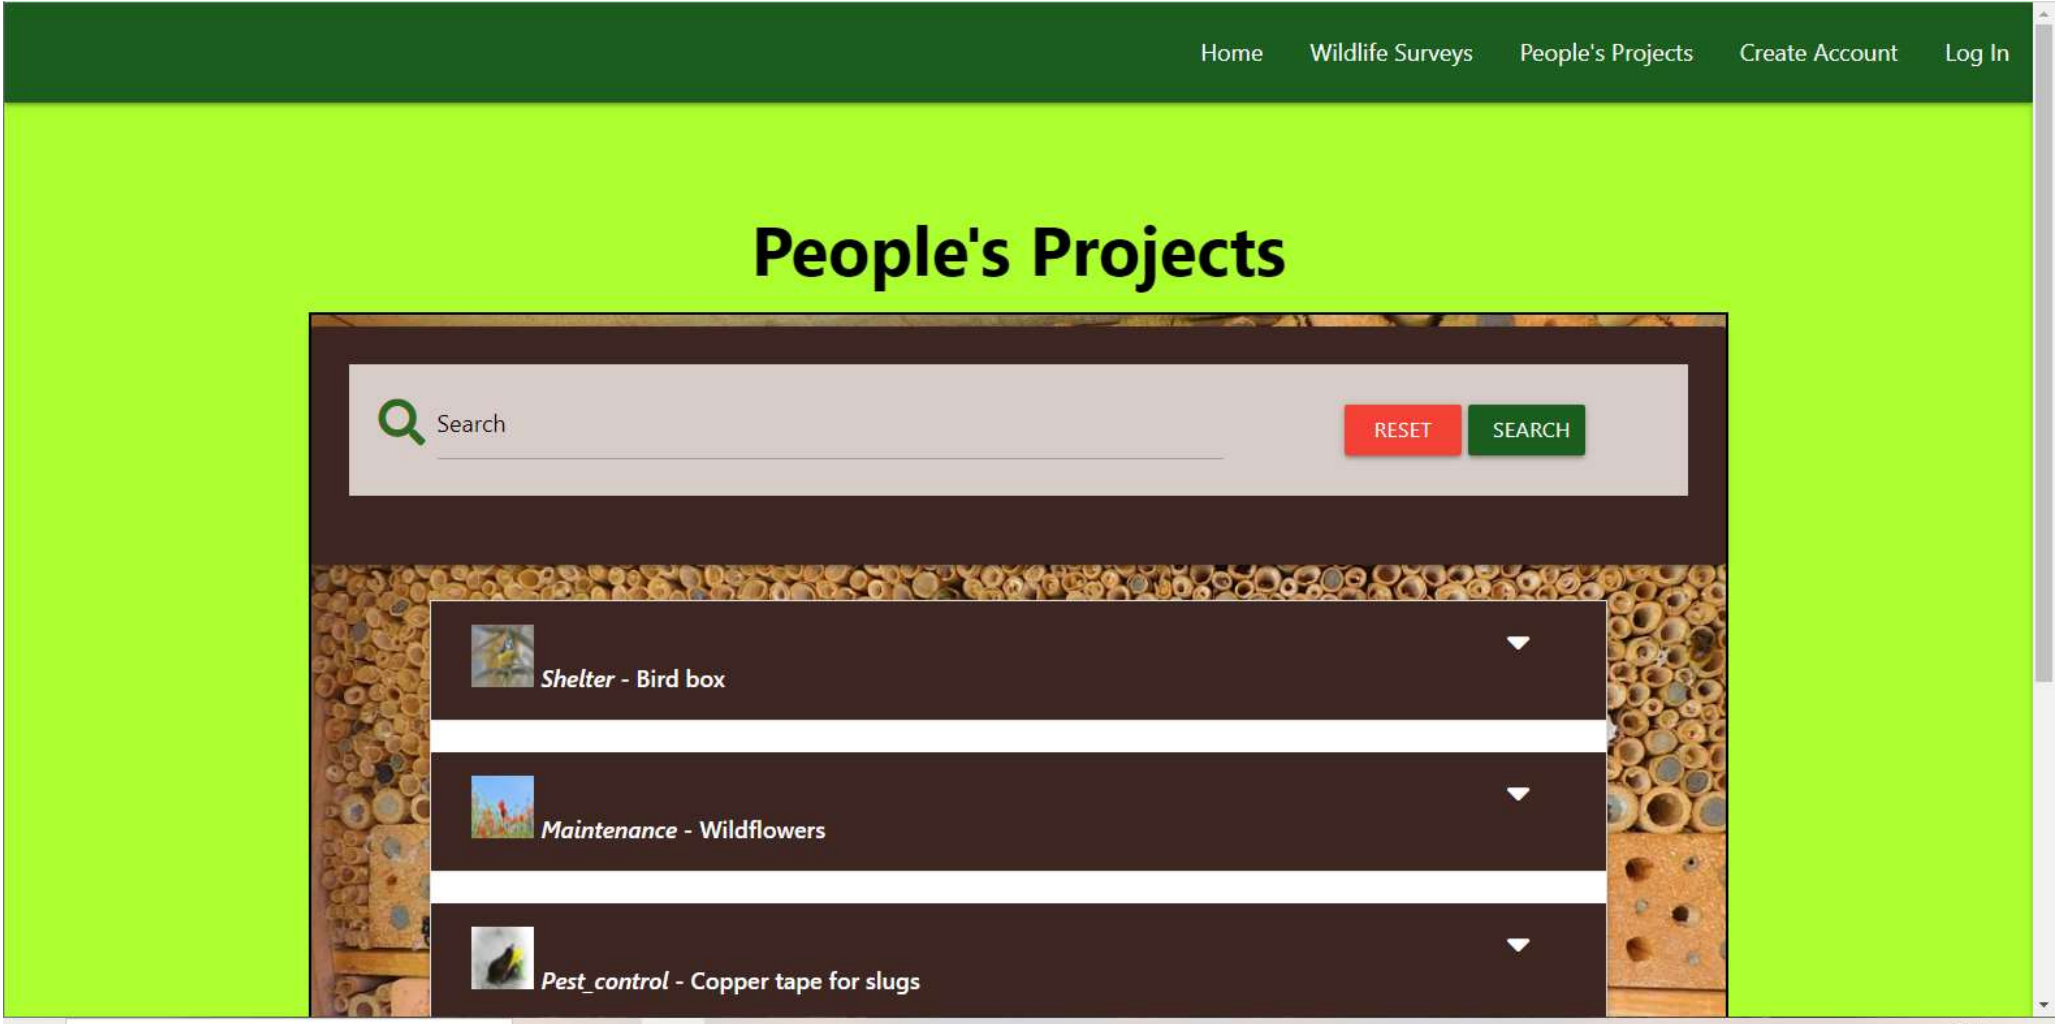 Home Wildlife Surveys People's Projects Create Account Log In
People's Projects
Search RESET SEARCH
Shelter - Bird box
Maintenance - Wildflowers
Pest_control - Copper tape for slugs